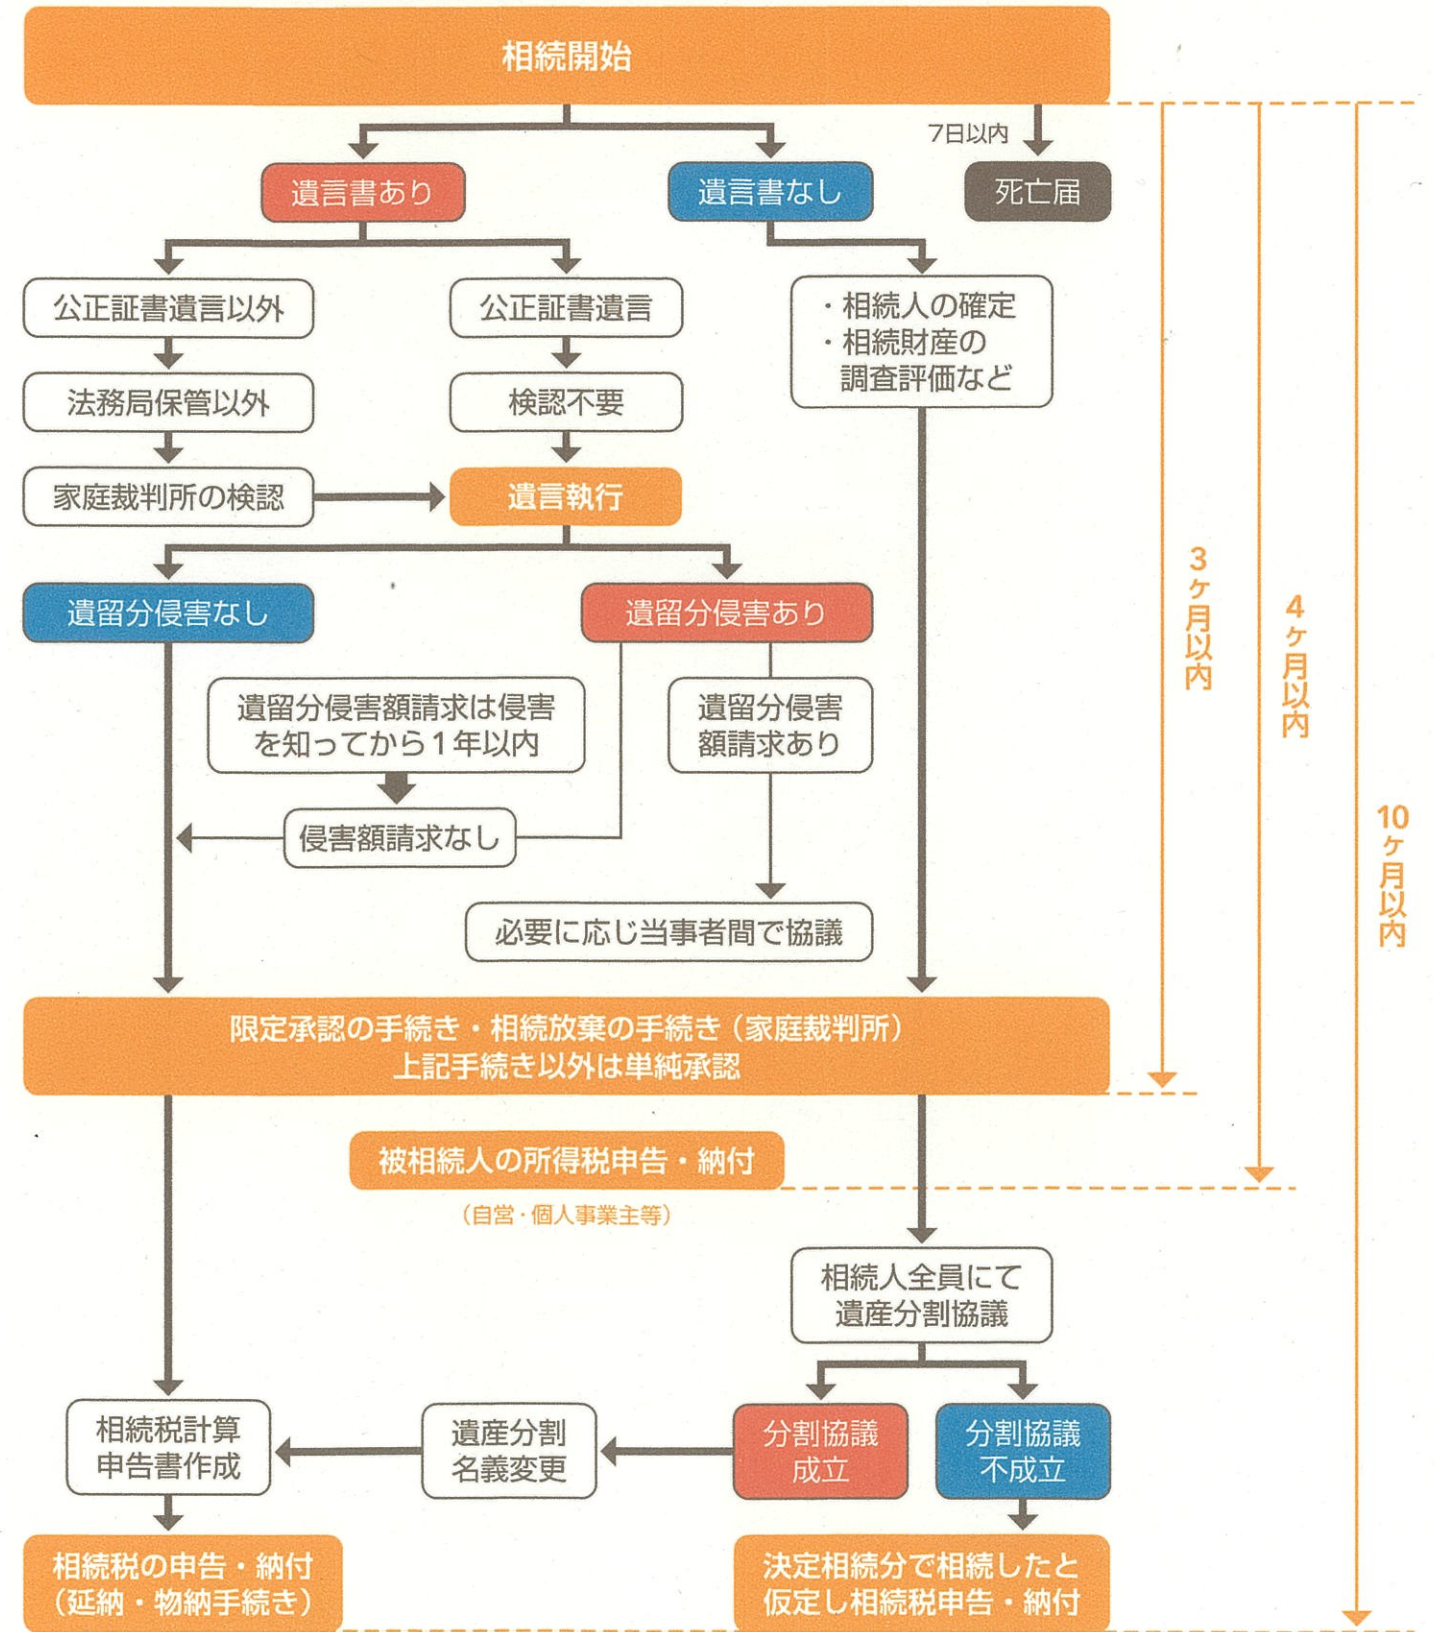 相続開始
7日以内
遺言書あり
遺言書なし
死亡届
公正証書遺言以外
公正証書遺言
・相続人の確定
・相続財産の
調査評価など
法務局保管以外
検認不要
家庭裁判所の検認
遺言執行
遺留分侵害なし
遺留分侵害あり
遺留分侵害額請求は侵害
を知ってから1年以内
遺留分侵害
額請求あり
侵害額請求なし
必要に応じ当事者間で協議
3ヶ月以内
4ヶ月以内
10ヶ月以内
限定承認の手続き・相続放棄の手続き（家庭裁判所）
上記手続き以外は単純承認
被相続人の所得税申告・納付
（自営・個人事業主等）
相続人全員にて
遺産分割協議
相続税計算
申告書作成
遺産分割
名義変更
分割協議
成立
分割協議
不成立
相続税の申告・納付
（延納・物納手続き）
決定相続分で相続したと
仮定し相続税申告・納付